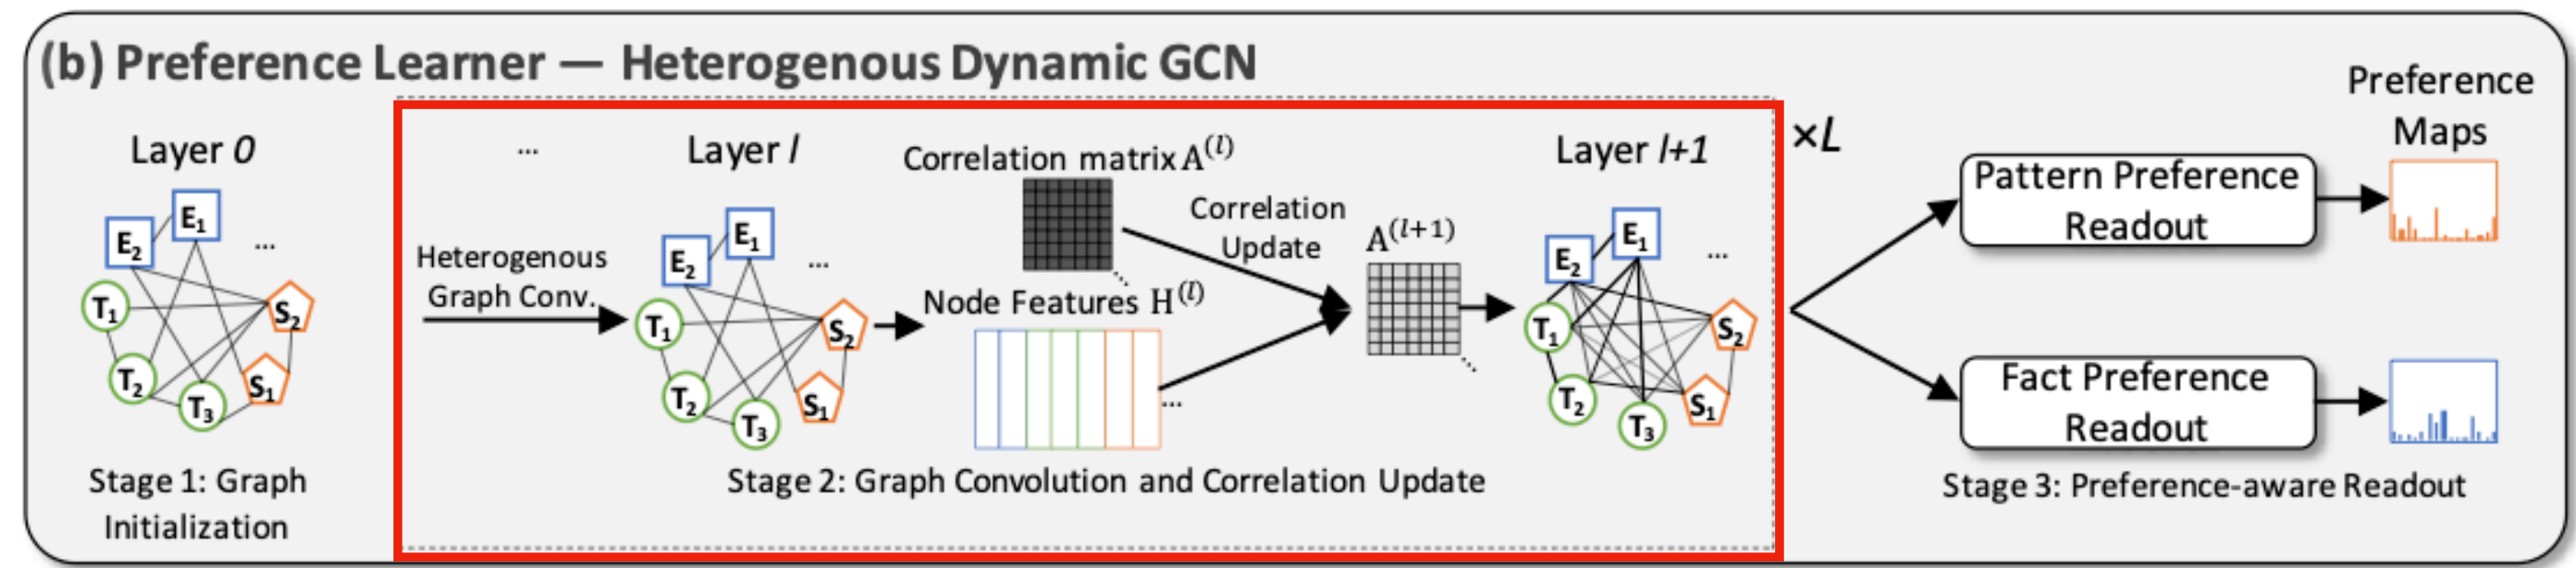 (b) Preference Learner — Heterogenous Dynamic GCN
Layer 0
E1
E2
...
T1
S2
T2
S1
T3
Stage 1: Graph
Initialization
...
Heterogenous
Graph Conv.
Layer l
E1
E2
...
T1
S2
T2
S1
T3
Correlation matrix A^(l)
Node Features H^(l)
...
Correlation
Update
A^(l+1)
Layer l+1
E1
E2
...
T1
S2
T2
S1
T3
Stage 2: Graph Convolution and Correlation Update
×L
Pattern Preference
Readout
Fact Preference
Readout
Preference
Maps
Stage 3: Preference-aware Readout